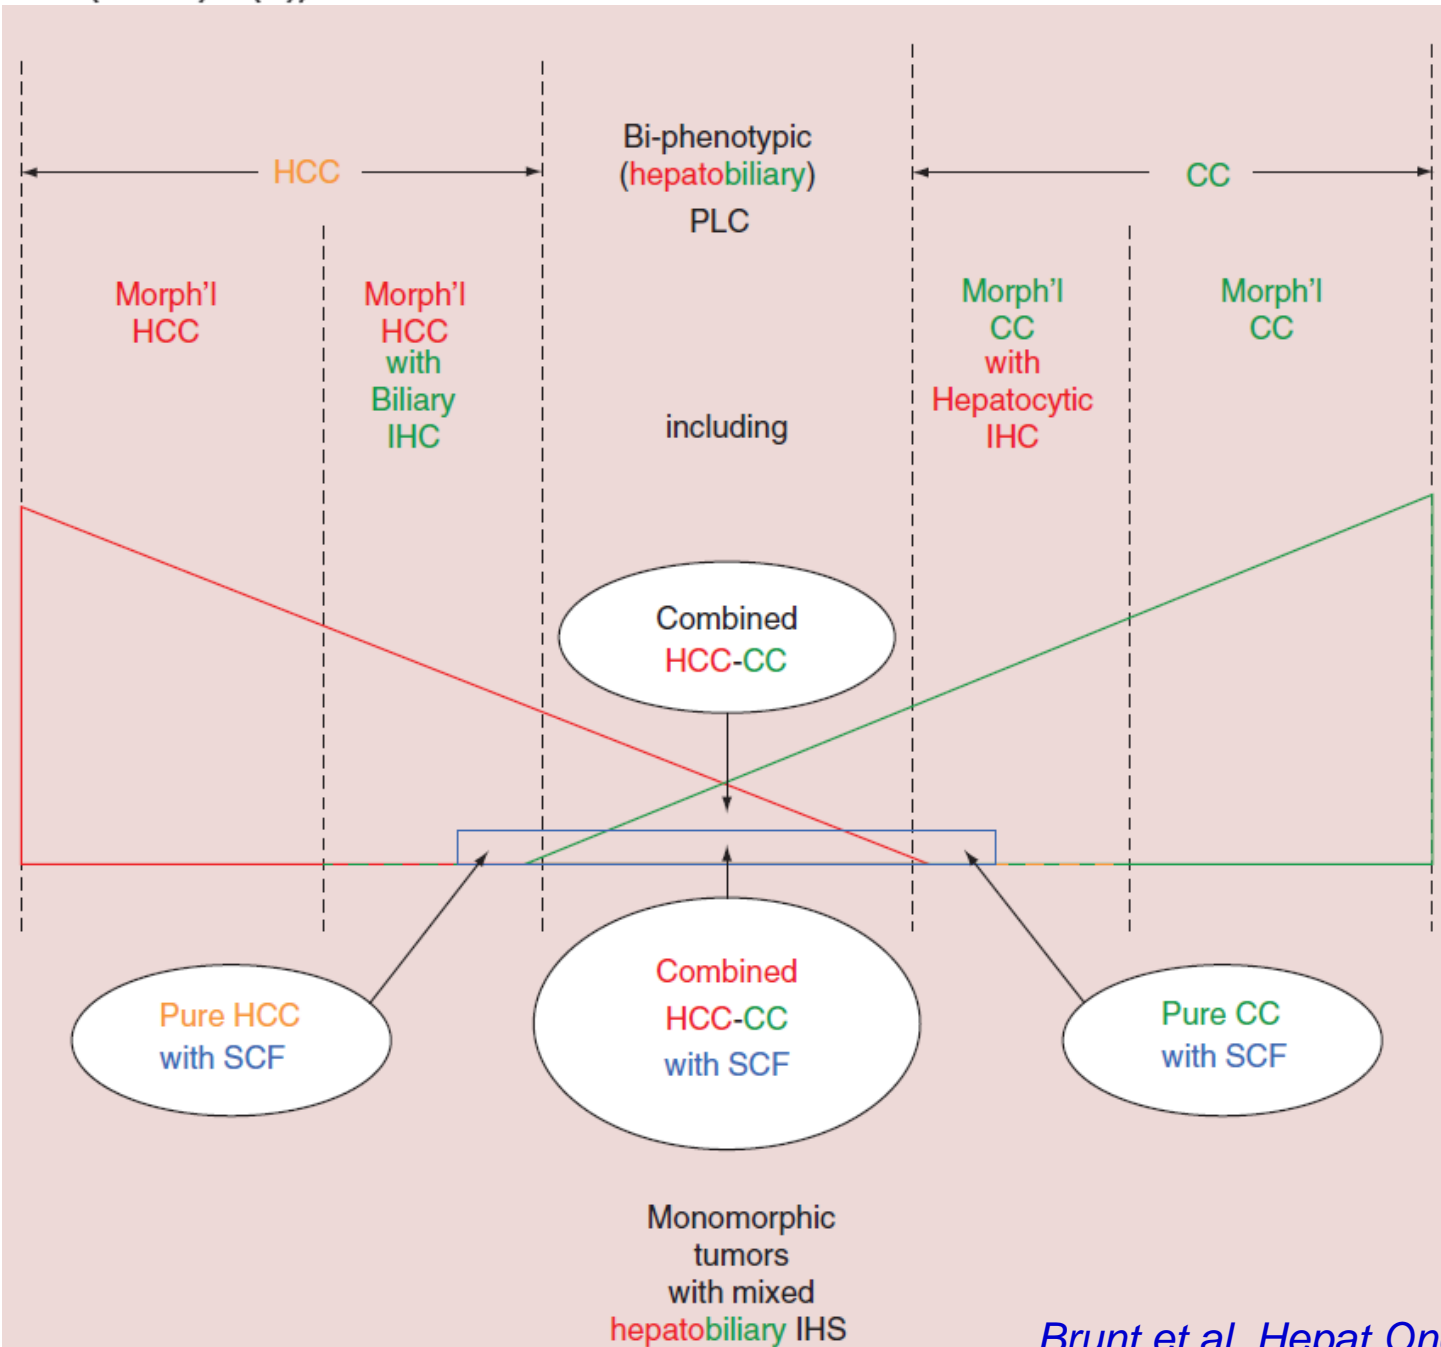 HCC
Bi-phenotypic
(hepatobiliary)
PLC
CC
Morph'l
HCC
Morph'l
HCC
with
Biliary
IHC
including
Morph'l
CC
with
Hepatocytic
IHC
Morph'l
CC
Combined
HCC-CC
Pure HCC
with SCF
Combined
HCC-CC
with SCF
Pure CC
with SCF
Monomorphic
tumors
with mixed
hepatobiliary IHS
Brunt et al. Hepat On